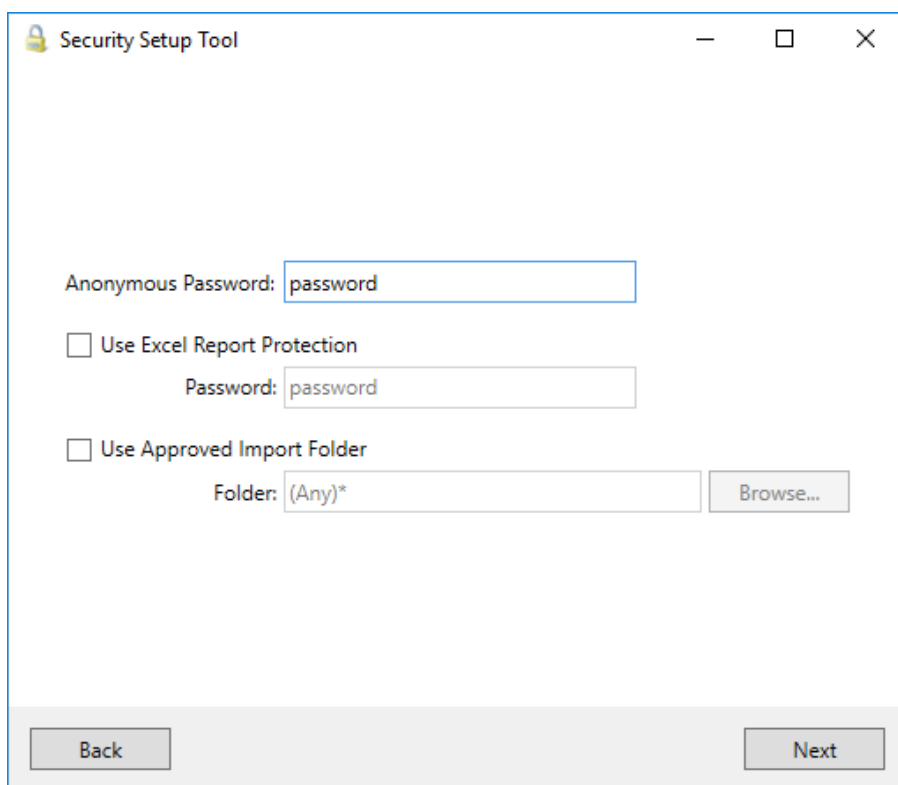 Security Setup Tool
Anonymous Password: password
Use Excel Report Protection
Password: password
Use Approved Import Folder
Folder: (Any)* Browse...
Back Next